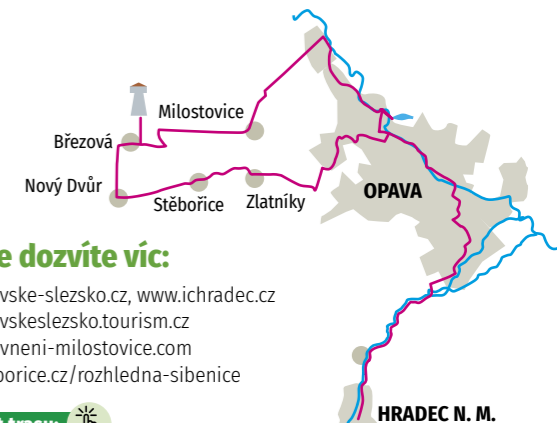 Milostovice
Březová
Nový Dvůr
Stěbořice
Zlatníky
OPAVA
e dozvíte víc:
vske-slezsko.cz, www.ichradec.cz
vskeslezsko.tourism.cz
vneni-milostovice.com
orice.cz/rozhledna-sibenice
HRADEC N. M.